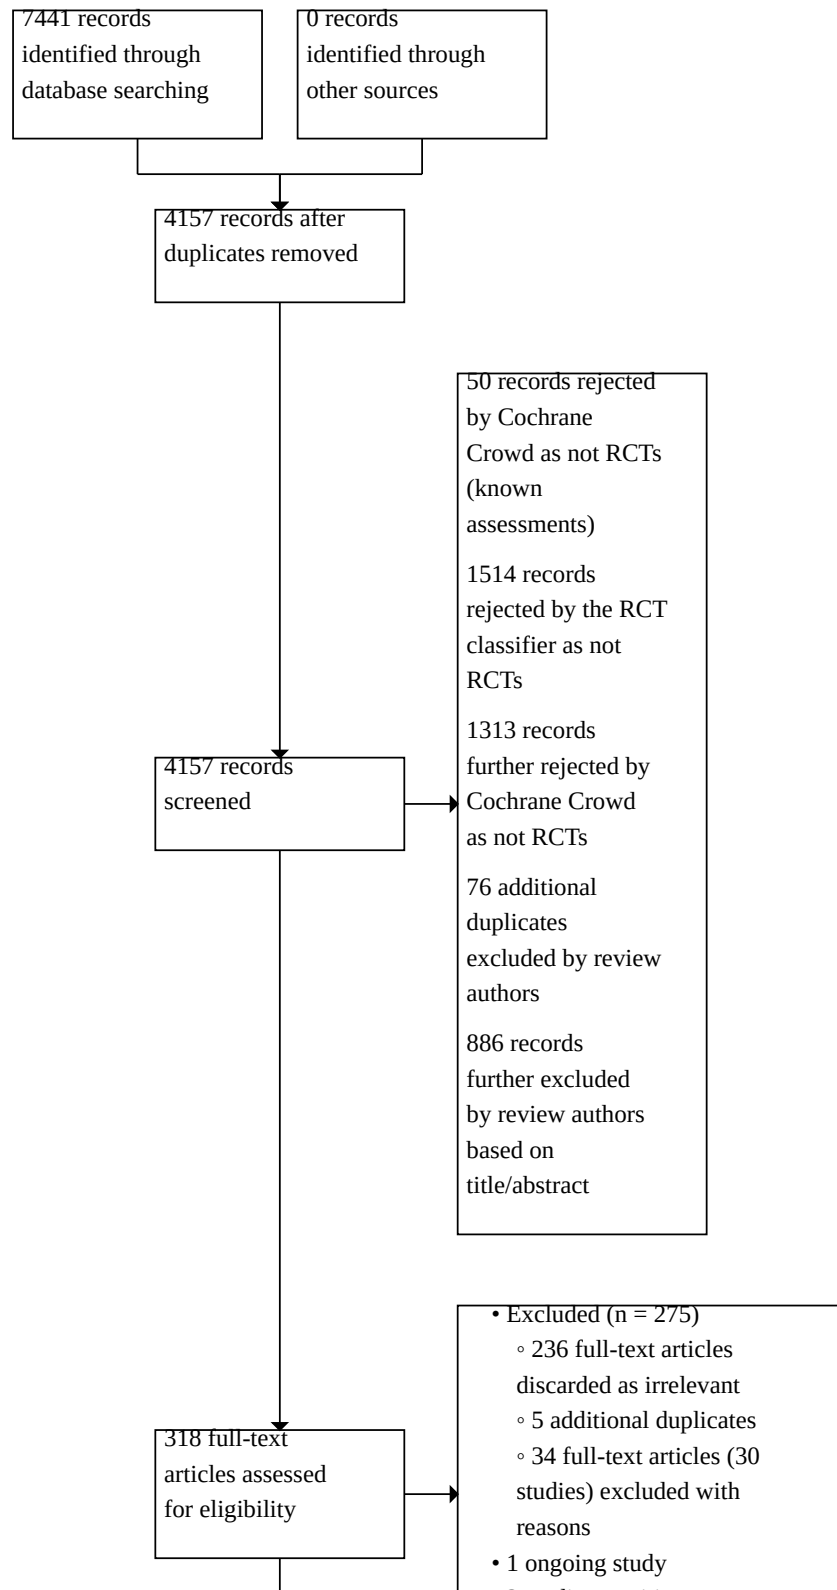 7441 records
identified through
database searching
0 records
identified through
other sources
4157 records after
duplicates removed
50 records rejected
by Cochrane
Crowd as not RCTs
(known
assessments)
1514 records
rejected by the RCT
classifier as not
RCTs
1313 records
further rejected by
Cochrane Crowd
as not RCTs
76 additional
duplicates
excluded by review
authors
886 records
further excluded
by review authors
based on
title/abstract
4157 records
screened
• Excluded (n = 275)
◦ 236 full-text articles
discarded as irrelevant
◦ 5 additional duplicates
◦ 34 full-text articles (30
studies) excluded with
reasons
• 1 ongoing study
318 full-text
articles assessed
for eligibility